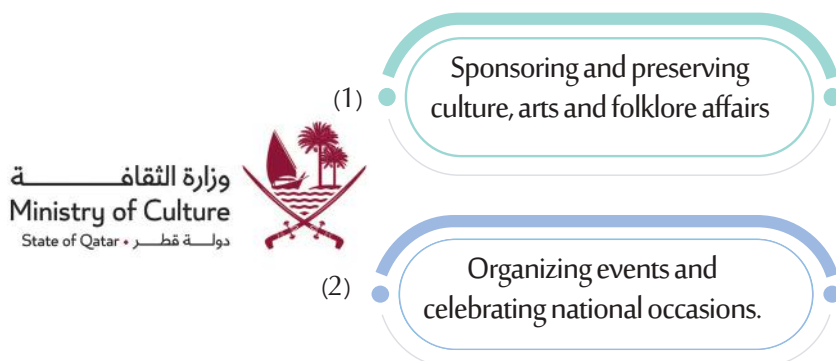 وزارة الثقافـــــــــة
Ministry of Culture
State of Qatar • دولـــة قطـــر
(1)
Sponsoring and preserving
culture, arts and folklore affairs
(2)
Organizing events and
celebrating national occasions.